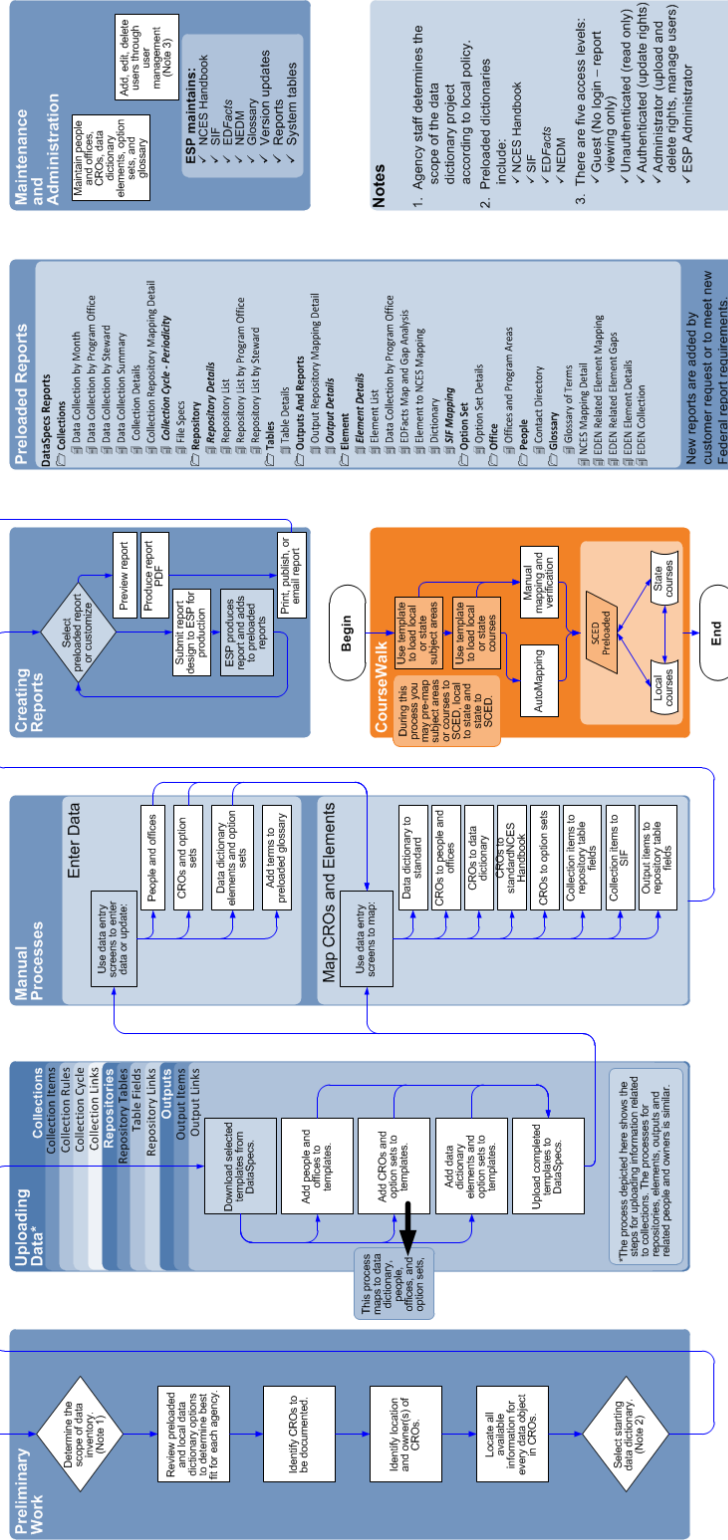 Preliminary
Work
Determine the
scope of data
inventory.
(Note 1)
Review preloaded
and local data
dictionary options
to determine best
fit for each agency.
Identify CROs to
be documented.
Identify location
and owner(s) of
CROs.
Locate all
available
information for
every data object
in CROs.
Select starting
data dictionary.
(Note 2)
Uploading
Data*
Collections
Collection Items
Collection Rules
Collection Cycle
Collection Links
Repositories
Repository Tables
Table Fields
Repository Links
Outputs
Output Items
Output Links
Download selected
templates from
DataSpecs.
Add people and
offices to
templates.
Add CROs and
option sets to
templates.
Add data
dictionary
elements and
option sets to
templates.
Upload completed
templates to
DataSpecs.
This process
maps to data
dictionary,
people,
offices, and
option sets,
*The process depicted here shows the
steps for uploading information related
to collections. The processes for
repositories, elements, outputs and
related people and owners is similar.
Manual
Processes
Enter Data
Use data entry
screens to enter
data or update:
People and offices
CROs and option
sets
Data dictionary
elements and option
sets
Add terms to
preloaded glossary
Map CROs and Elements
Use data entry
screens to map:
Data dictionary to
standard
CROs to people and
offices
CROs to data
dictionary
CROs to
standardNCES
Handbook
CROs to option sets
Collection items to
repository table
fields
Collection items to
SIF
Output items to
repository table
fields
Creating
Reports
Select
preloaded report
or customize
Preview report
Produce report
PDF
Submit report
design to ESP for
production
ESP produces
report and adds
to preloaded
reports
Print, publish, or
email report
Begin
CourseWalk
During this
process you
may pre-map
subject areas
or courses to
SCED, local
to state and
state to
SCED.
Use template
to load local
or state
subject areas
Use template
to load local
or state
courses
AutoMapping
Manual
mapping and
verification
SCED
Preloaded
Local
courses
State
courses
End
Preloaded Reports
DataSpecs Reports
Collections
Data Collection by Month
Data Collection by Program Office
Data Collection by Steward
Data Collection Summary
Collection Details
Collection Repository Mapping Detail
Collection Cycle - Periodicity
File Specs
Repository
Repository Details
Repository List
Repository List by Program Office
Repository List by Steward
Tables
Table Details
Outputs And Reports
Output Repository Mapping Detail
Output Details
Element
Element Details
Element List
Data Collection by Program Office
EDFacts Map and Gap Analysis
Element to NCES Mapping
Dictionary
SIF Mapping
Option Set
Option Set Details
Office
Offices and Program Areas
People
Contact Directory
Glossary
Glossary of Terms
NCES Mapping Detail
EDEN Related Element Mapping
EDEN Related Element Gaps
EDEN Element Details
EDEN Collection
New reports are added by
customer request or to meet new
Federal report requirements.
Maintenance
and
Administration
Maintain people
and offices,
CROs, data
dictionary,
elements, option
sets, and
glossary
Add, edit, delete
users through
user
management
(Note 3)
ESP maintains:
✓ NCES Handbook
✓ SIF
✓ EDFacts
✓ NEDM
✓ Glossary
✓ Version updates
✓ Reports
✓ System tables
Notes
1. Agency staff determines the
scope of the data
dictionary project
according to local policy.
2. Preloaded dictionaries
include:
✓ NCES Handbook
✓ SIF
✓ EDFacts
✓ NEDM
3. There are five access levels:
✓ Guest (No login – report
viewing only)
✓ Unauthenticated (read only)
✓ Authenticated (update rights)
✓ Administrator (upload and
delete rights, manage users)
✓ ESP Administrator